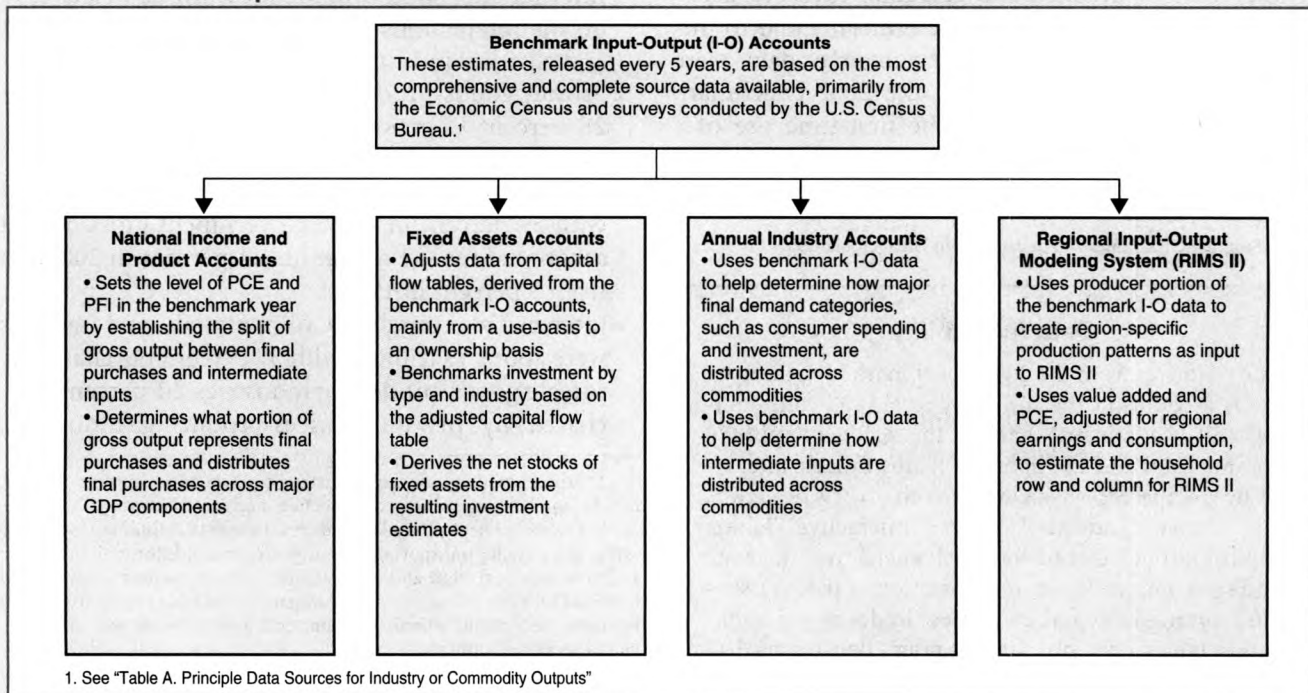 Benchmark Input-Output (I-O) Accounts
These estimates, released every 5 years, are based on the most
comprehensive and complete source data available, primarily from
the Economic Census and surveys conducted by the U.S. Census
Bureau.¹
National Income and
Product Accounts
• Sets the level of PCE and
PFI in the benchmark year
by establishing the split of
gross output between final
purchases and intermediate
inputs
• Determines what portion of
gross output represents final
purchases and distributes
final purchases across major
GDP components
Fixed Assets Accounts
• Adjusts data from capital
flow tables, derived from the
benchmark I-O accounts,
mainly from a use-basis to
an ownership basis
• Benchmarks investment by
type and industry based on
the adjusted capital flow
table
• Derives the net stocks of
fixed assets from the
resulting investment
estimates
Annual Industry Accounts
• Uses benchmark I-O data
to help determine how major
final demand categories,
such as consumer spending
and investment, are
distributed across
commodities
• Uses benchmark I-O data
to help determine how
intermediate inputs are
distributed across
commodities
Regional Input-Output
Modeling System (RIMS II)
• Uses producer portion of
the benchmark I-O data to
create region-specific
production patterns as input
to RIMS II
• Uses value added and
PCE, adjusted for regional
earnings and consumption,
to estimate the household
row and column for RIMS II
1. See “Table A. Principle Data Sources for Industry or Commodity Outputs”